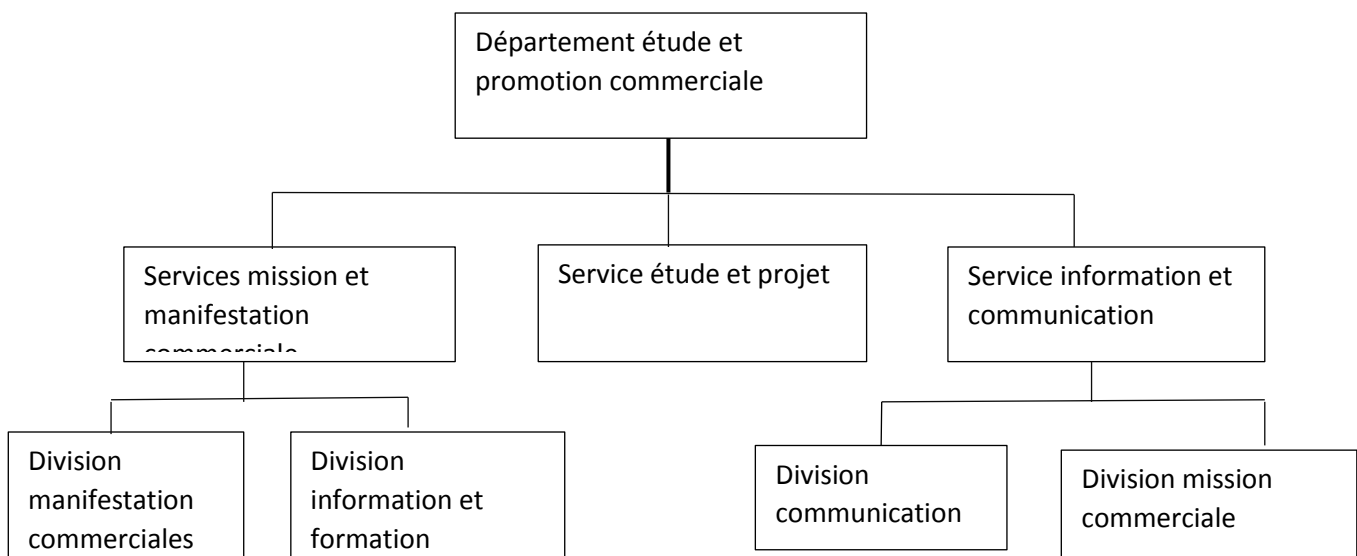 Département étude et
promotion commerciale
Services mission et
manifestation
commerciale
Service étude et projet
Service information et
communication
Division
manifestation
commerciales
Division
information et
formation
Division
communication
Division mission
commerciale